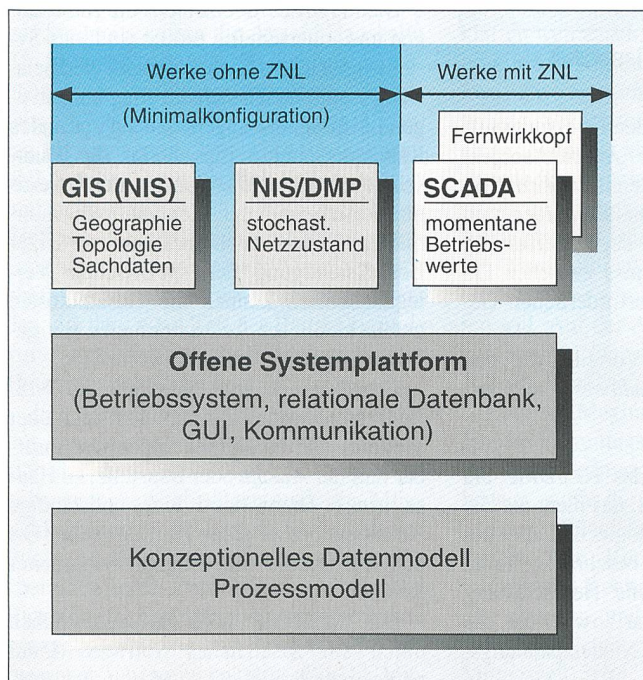 Werke ohne ZNL
Werke mit ZNL
(Minimalkonfiguration)
Fernwirkkopf
GIS (NIS)
Geographie
Topologie
Sachdaten
NIS/DMP
stochast.
Netzzustand
SCADA
momentane
Betriebs-
werte
Offene Systemplattform
(Betriebssystem, relationale Datenbank,
GUI, Kommunikation)
Konzeptionelles Datenmodell
Prozessmodell